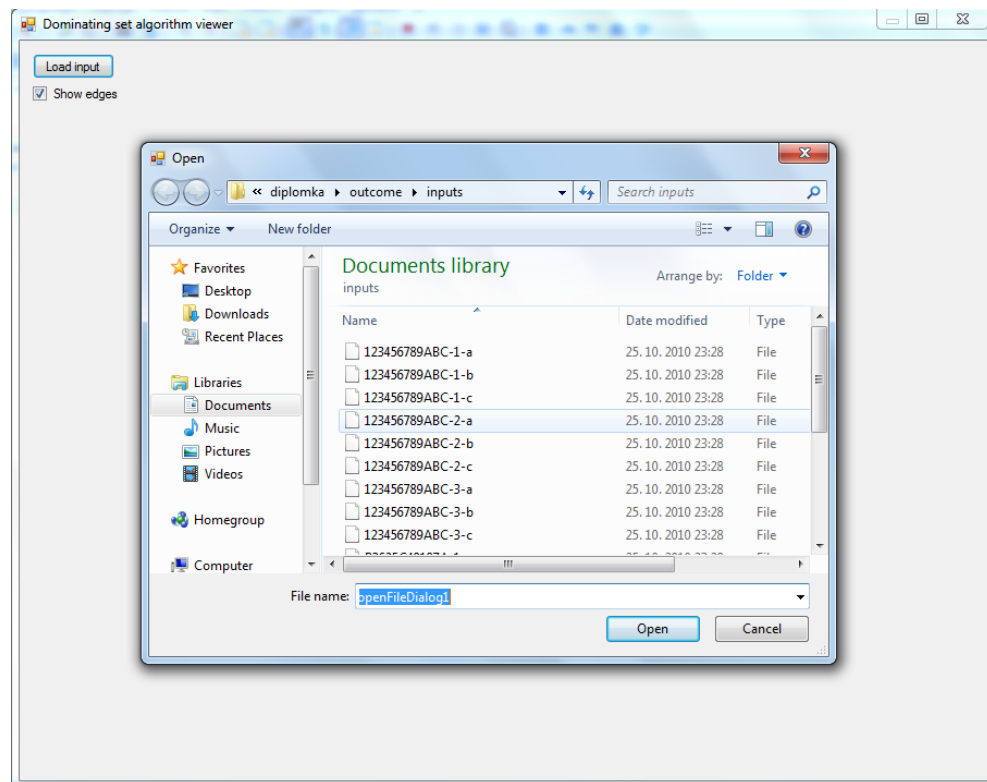 Dominating set algorithm viewer
Load input
Show edges
Open
« diplomka ▸ outcome ▸ inputs
Search inputs
Organize ▾ New folder
Favorites
Desktop
Downloads
Recent Places
Libraries
Documents
Music
Pictures
Videos
Homegroup
Computer
Documents library
inputs
Arrange by: Folder ▾
Name Date modified Type
123456789ABC-1-a 25. 10. 2010 23:28 File
123456789ABC-1-b 25. 10. 2010 23:28 File
123456789ABC-1-c 25. 10. 2010 23:28 File
123456789ABC-2-a 25. 10. 2010 23:28 File
123456789ABC-2-b 25. 10. 2010 23:28 File
123456789ABC-2-c 25. 10. 2010 23:28 File
123456789ABC-3-a 25. 10. 2010 23:28 File
123456789ABC-3-b 25. 10. 2010 23:28 File
123456789ABC-3-c 25. 10. 2010 23:28 File
File name: openFileDialog1
Open Cancel